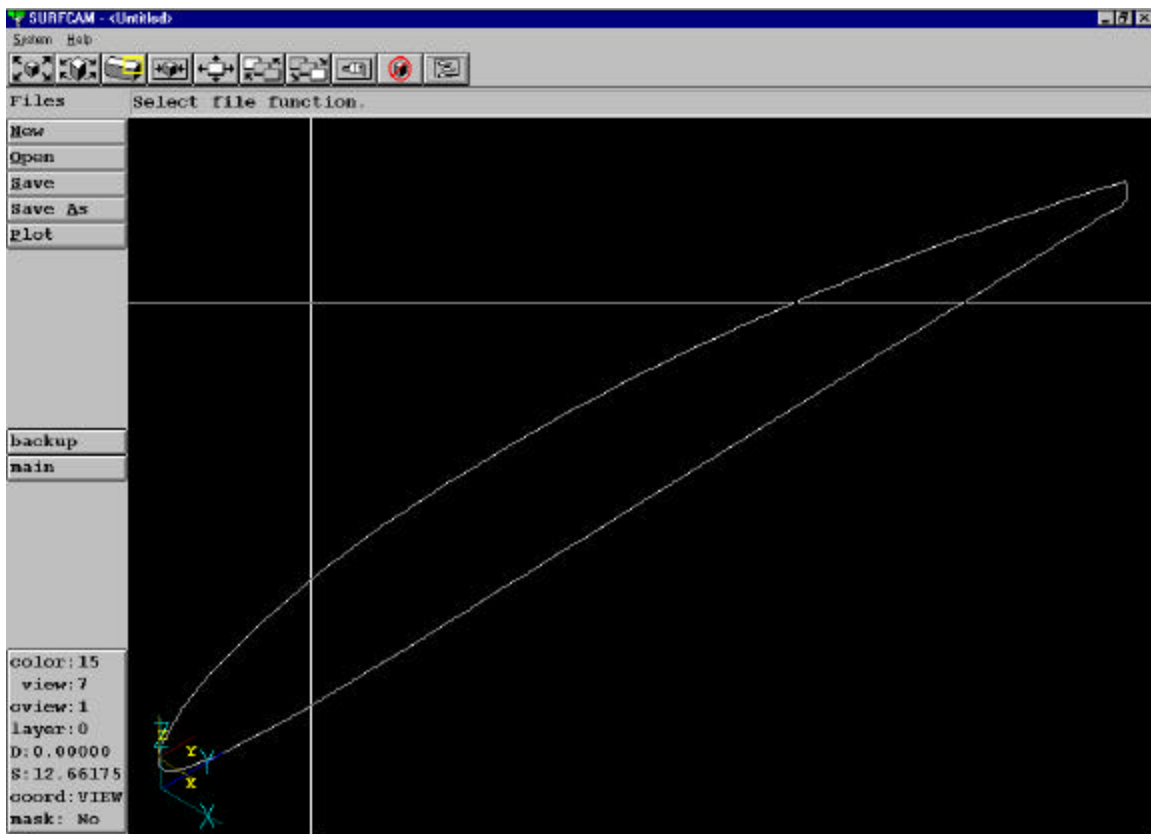 SURFCAM - <Untitled>
System Help
Files
Select file function.
New
Open
Save
Save As
Plot
backup
main
color:15
view:7
cview:1
layer:0
D:0.00000
S:12.66175
coord:VIEW
mask: No
Z
Y Y
X
X